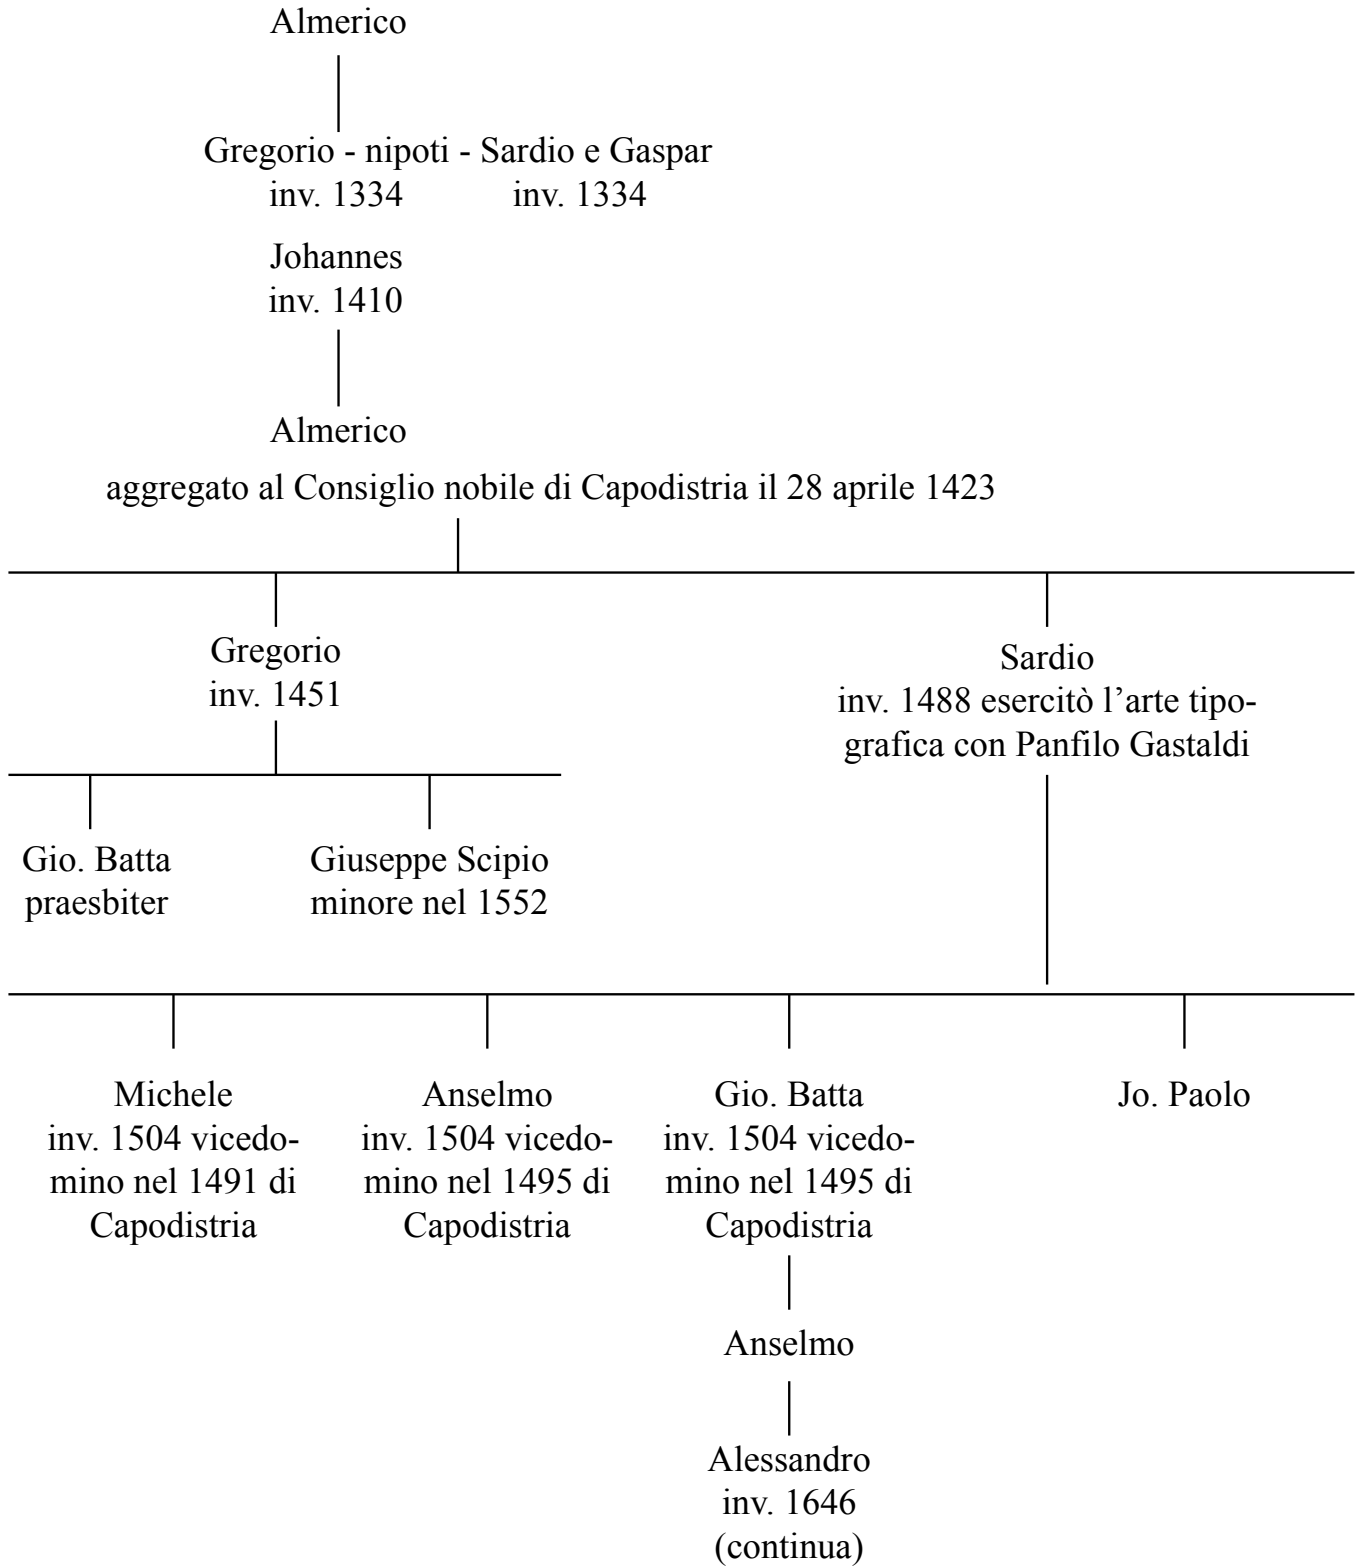 Almerico
Gregorio - nipoti - Sardio e Gaspar
inv. 1334 inv. 1334
Johannes
inv. 1410
Almerico
aggregato al Consiglio nobile di Capodistria il 28 aprile 1423
Gregorio
inv. 1451
Sardio
inv. 1488 esercitò l’arte tipo-
grafica con Panfilo Gastaldi
Gio. Batta
praesbiter
Giuseppe Scipio
minore nel 1552
Michele
inv. 1504 vicedo-
mino nel 1491 di
Capodistria
Anselmo
inv. 1504 vicedo-
mino nel 1495 di
Capodistria
Gio. Batta
inv. 1504 vicedo-
mino nel 1495 di
Capodistria
Jo. Paolo
Anselmo
Alessandro
inv. 1646
(continua)